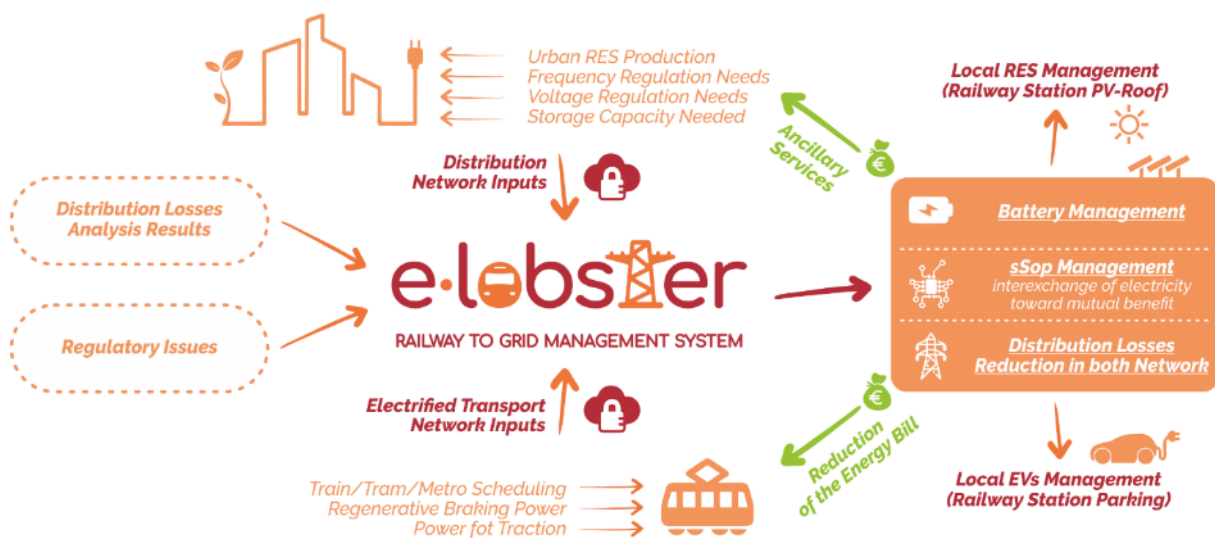 Urban RES Production
Frequency Regulation Needs
Voltage Regulation Needs
Storage Capacity Needed
Distribution
Network Inputs
Distribution Losses
Analysis Results
Regulatory Issues
e·lobster
RAILWAY TO GRID MANAGEMENT SYSTEM
Electrified Transport
Network Inputs
Train/Tram/Metro Scheduling
Regenerative Braking Power
Power fot Traction
Ancillary
Services
€
Reduction
of the Energy Bill
€
Local RES Management
(Railway Station PV-Roof)
Battery Management
sSop Management
interexchange of electricity
toward mutual benefit
Distribution Losses
Reduction in both Network
Local EVs Management
(Railway Station Parking)